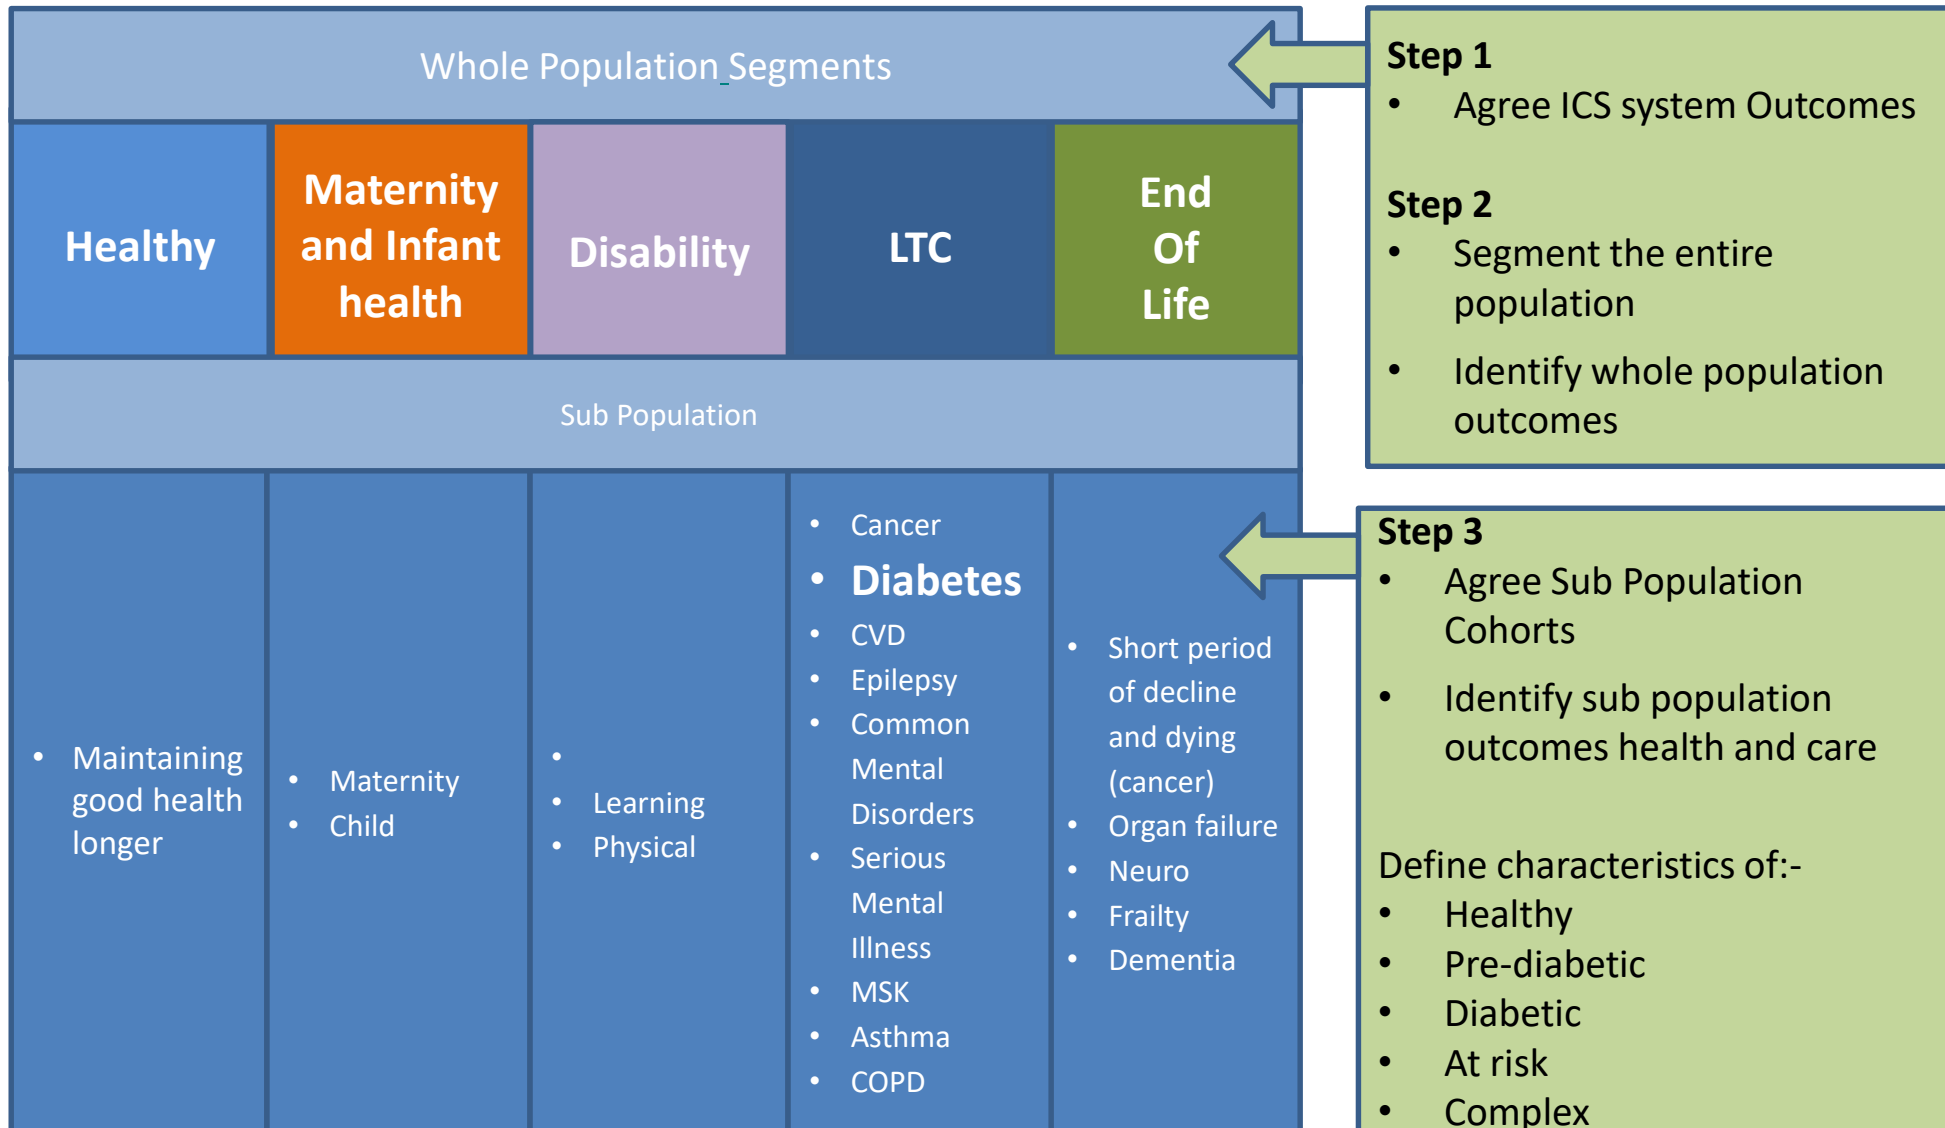 Whole Population Segments
Healthy
Maternity
and Infant
health
Disability
LTC
End
Of
Life
Sub Population
• Maintaining
good health
longer
• Maternity
• Child
•
• Learning
• Physical
• Cancer
• Diabetes
• CVD
• Epilepsy
• Common
Mental
Disorders
• Serious
Mental
Illness
• MSK
• Asthma
• COPD
• Short period
of decline
and dying
(cancer)
• Organ failure
• Neuro
• Frailty
• Dementia
Step 1
• Agree ICS system Outcomes
Step 2
• Segment the entire
population
• Identify whole population
outcomes
Step 3
• Agree Sub Population
Cohorts
• Identify sub population
outcomes health and care
Define characteristics of:-
• Healthy
• Pre-diabetic
• Diabetic
• At risk
• Complex